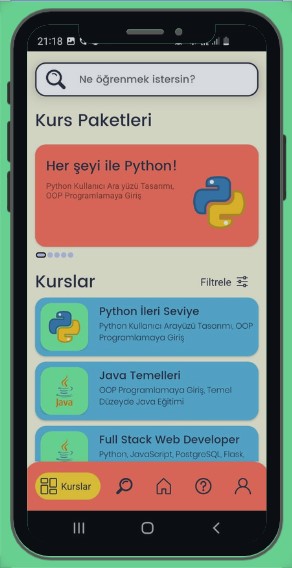 21:18
Ne öğrenmek istersin?
Kurs Paketleri
Her şeyi ile Python!
Python Kullanıcı Ara yüzü Tasarımı,
OOP Programlamaya Giriş
Kurslar
Filtrele
Python İleri Seviye
Python Kullanıcı Arayüzü Tasarımı, OOP
Programlamaya Giriş
Java Temelleri
OOP Programlamaya Giriş, Temel
Düzeyde Java Eğitimi
Java
Full Stack Web Developer
Python, JavaScript, PostgreSQL, Flask,
Kurslar